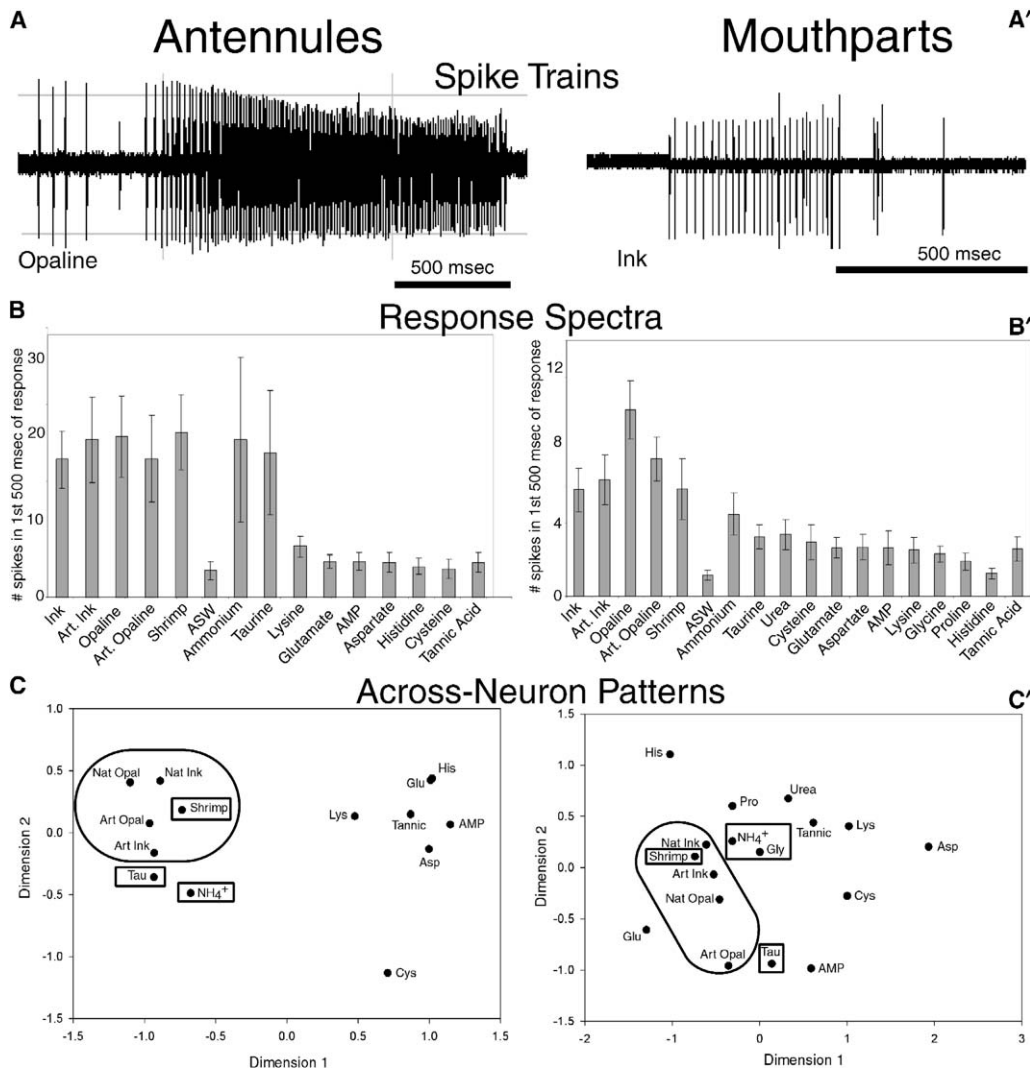 A
Antennules
Mouthparts
A′
Spike Trains
Opaline
500 msec
Ink
500 msec
B
Response Spectra
B′
# spikes in 1st 500 msec of response
30
20
10
0
Ink
Art. Ink
Opaline
Art. Opaline
Shrimp
ASW
Ammonium
Taurine
Lysine
Glutamate
AMP
Aspartate
Histidine
Cysteine
Tannic Acid
# spikes in 1st 500 msec of response
12
8
4
0
Ink
Art. Ink
Opaline
Art. Opaline
Shrimp
ASW
Ammonium
Taurine
Urea
Cysteine
Glutamate
Aspartate
AMP
Lysine
Glycine
Proline
Histidine
Tannic Acid
C
Across-Neuron Patterns
C′
Dimension 2
1.0
0.5
0.0
-0.5
-1.0
-1.5
Nat Opal
Nat Ink
Shrimp
Art Opal
Art Ink
Tau
NH₄⁺
Lys
Glu
His
Tannic
AMP
Asp
Cys
-1.5
-1.0
-0.5
0.0
0.5
1.0
1.5
Dimension 1
Dimension 2
1.5
1.0
0.5
0.0
-0.5
-1.0
-1.5
His
Pro
Urea
Tannic
Lys
Asp
Nat Ink
NH₄⁺
Gly
Shrimp
Art Ink
Nat Opal
Cys
Glu
Art Opal
Tau
AMP
-2
-1
0
1
2
3
Dimension 1